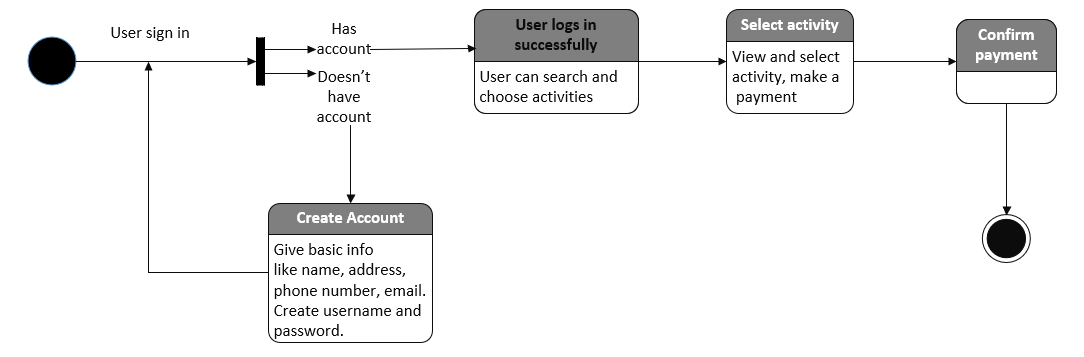 User sign in
Has
account
Doesn't
have
account
User logs in
successfully
User can search and
choose activities
Select activity
View and select
activity, make a
payment
Confirm
payment
Create Account
Give basic info
like name, address,
phone number, email.
Create username and
password.